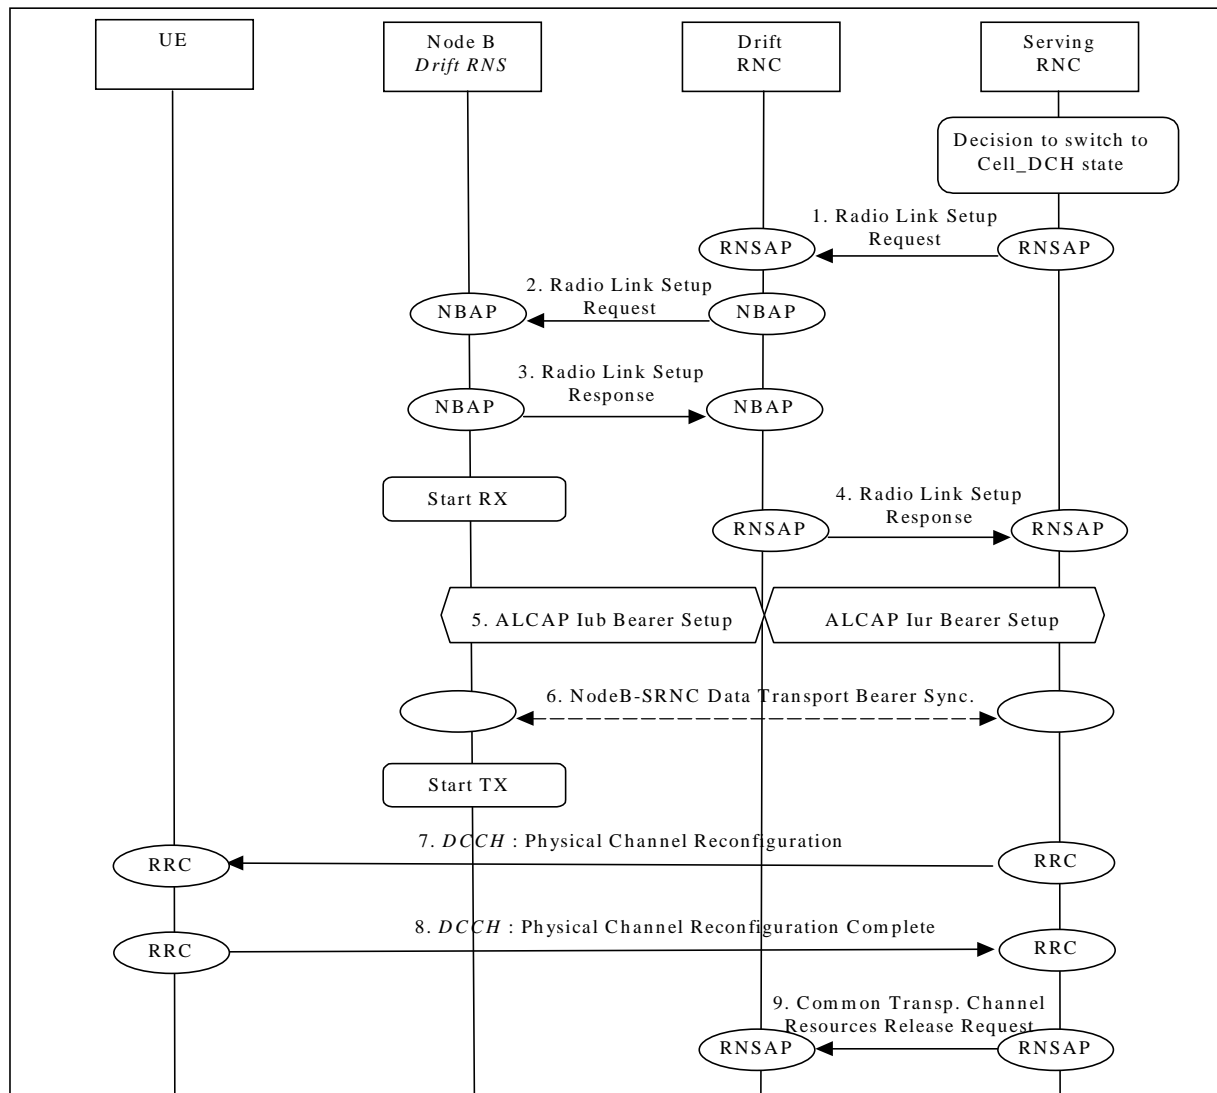 UE
Node B
Drift RNS
Drift
RNC
Serving
RNC
Decision to switch to
Cell_DCH state
1. Radio Link Setup
Request
RNSAP
RNSAP
2. Radio Link Setup
Request
NBAP
NBAP
3. Radio Link Setup
Response
NBAP
NBAP
Start RX
4. Radio Link Setup
Response
RNSAP
RNSAP
5. ALCAP Iub Bearer Setup
ALCAP Iur Bearer Setup
6. NodeB-SRNC Data Transport Bearer Sync.
Start TX
7. DCCH : Physical Channel Reconfiguration
RRC
RRC
8. DCCH : Physical Channel Reconfiguration Complete
RRC
RRC
9. Common Transp. Channel
Resources Release Request
RNSAP
RNSAP